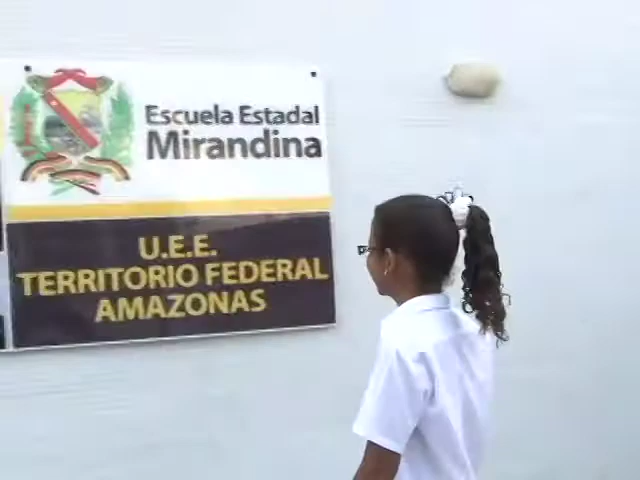 Escuela Estadal
Mirandina
U.E.E.
TERRITORIO FEDERAL
AMAZONAS